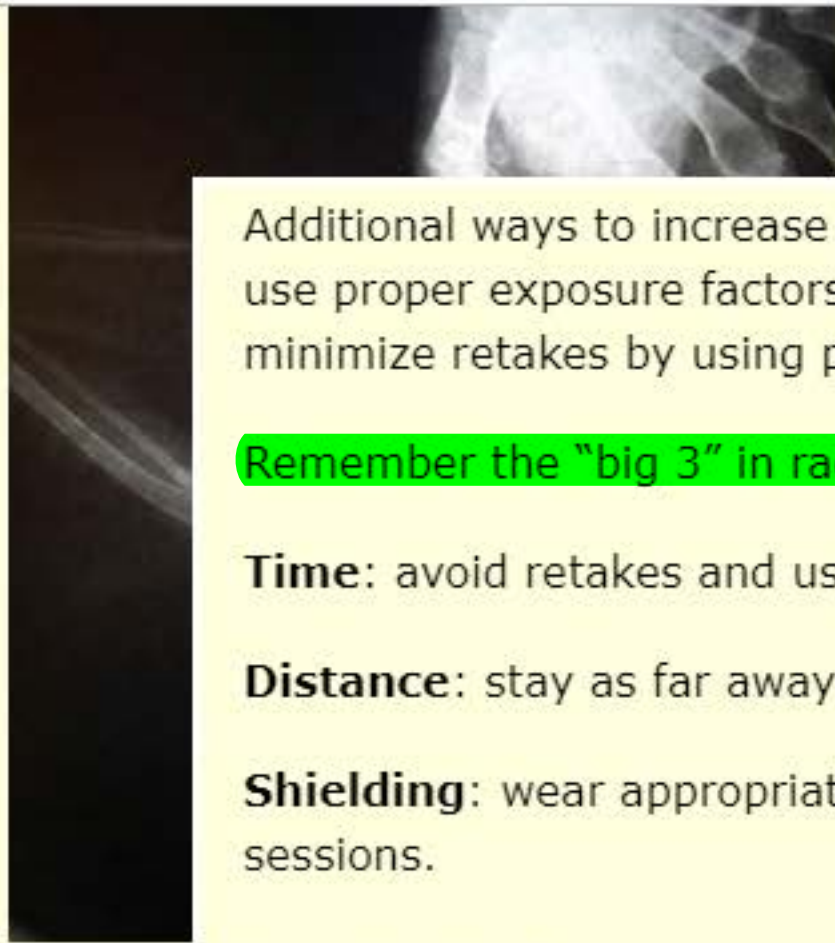 Additional ways to increase
use proper exposure factors
minimize retakes by using
Remember the “big 3” in
Time: avoid retakes and
Distance: stay as far away
Shielding: wear
sessions.